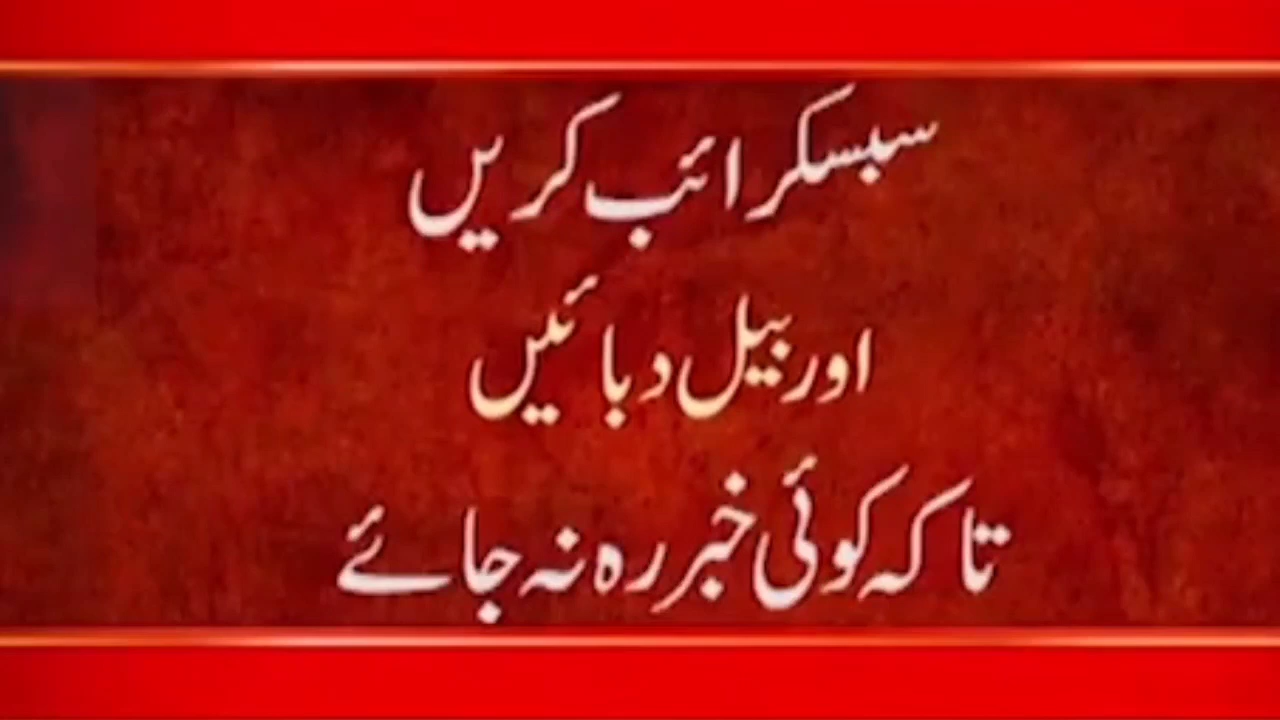 سبسکرائب کریں
اور بیل دبائیں
تاکہ کوئی خبر رہ نہ جائے